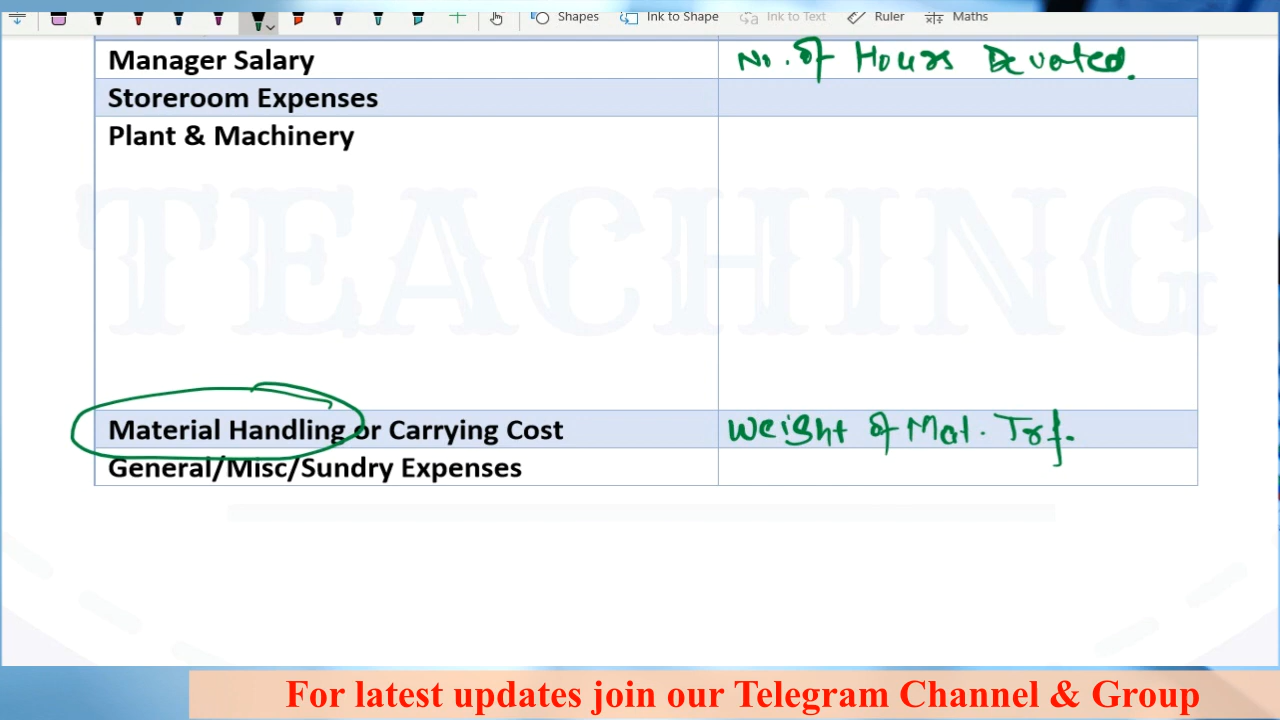 Shapes Ink to Shape Ink to Text Ruler Maths
Manager Salary No. of Hours Devoted.
Storeroom Expenses
Plant & Machinery
TEACHING
Material Handling or Carrying Cost Weight of Mat. Trf.
General/Misc/Sundry Expenses
For latest updates join our Telegram Channel & Group